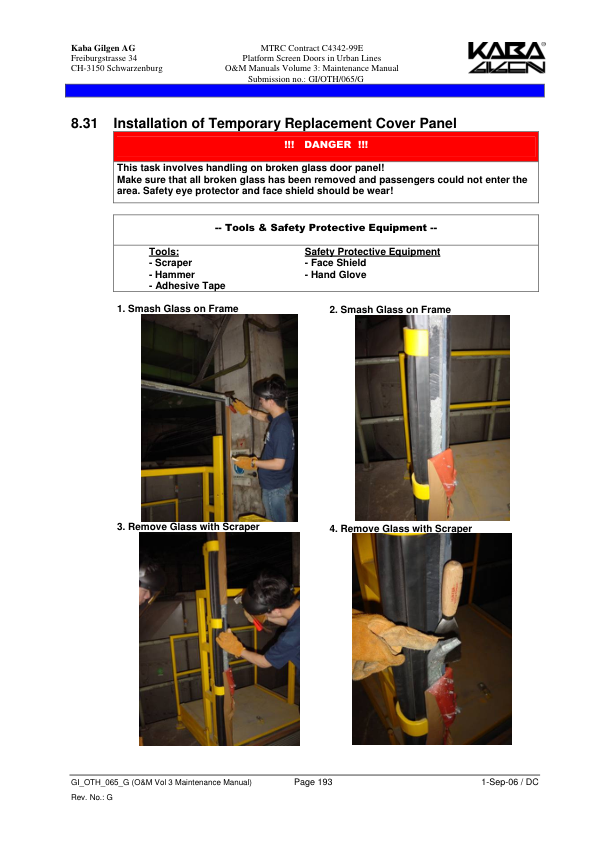 Kaba Gilgen AG
Freiburgstrasse 34
CH-3150 Schwarzenburg
MTRC Contract C4342-99E
Platform Screen Doors in Urban Lines
O&M Manuals Volume 3: Maintenance Manual
Submission no.: GI/OTH/065/G
KABA®
GILGEN
8.31 Installation of Temporary Replacement Cover Panel
!!! DANGER !!!
This task involves handling on broken glass door panel!
Make sure that all broken glass has been removed and passengers could not enter the
area. Safety eye protector and face shield should be wear!
-- Tools & Safety Protective Equipment --
Tools:
- Scraper
- Hammer
- Adhesive Tape
Safety Protective Equipment
- Face Shield
- Hand Glove
1. Smash Glass on Frame
2. Smash Glass on Frame
3. Remove Glass with Scraper
4. Remove Glass with Scraper
GI_OTH_065_G (O&M Vol 3 Maintenance Manual) Page 193 1-Sep-06 / DC
Rev. No.: G